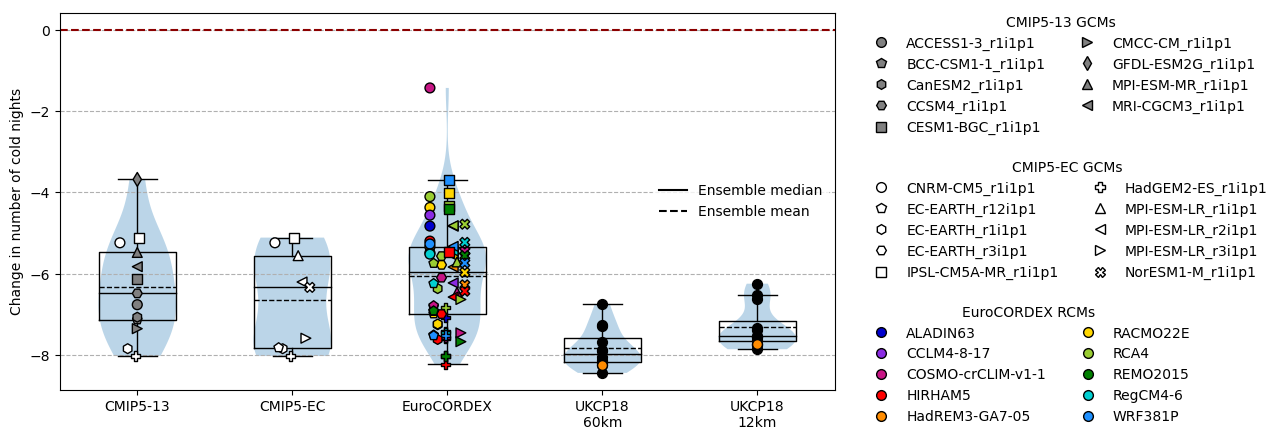 Change in number of cold nights
0
−2
−4
−6
−8
CMIP5-13
CMIP5-EC
EuroCORDEX
UKCP18
60km
UKCP18
12km
Ensemble median
Ensemble mean
CMIP5-13 GCMs
ACCESS1-3_r1i1p1
BCC-CSM1-1_r1i1p1
CanESM2_r1i1p1
CCSM4_r1i1p1
CESM1-BGC_r1i1p1
CMCC-CM_r1i1p1
GFDL-ESM2G_r1i1p1
MPI-ESM-MR_r1i1p1
MRI-CGCM3_r1i1p1
CMIP5-EC GCMs
CNRM-CM5_r1i1p1
EC-EARTH_r12i1p1
EC-EARTH_r1i1p1
EC-EARTH_r3i1p1
IPSL-CM5A-MR_r1i1p1
HadGEM2-ES_r1i1p1
MPI-ESM-LR_r1i1p1
MPI-ESM-LR_r2i1p1
MPI-ESM-LR_r3i1p1
NorESM1-M_r1i1p1
EuroCORDEX RCMs
ALADIN63
CCLM4-8-17
COSMO-crCLIM-v1-1
HIRHAM5
HadREM3-GA7-05
RACMO22E
RCA4
REMO2015
RegCM4-6
WRF381P